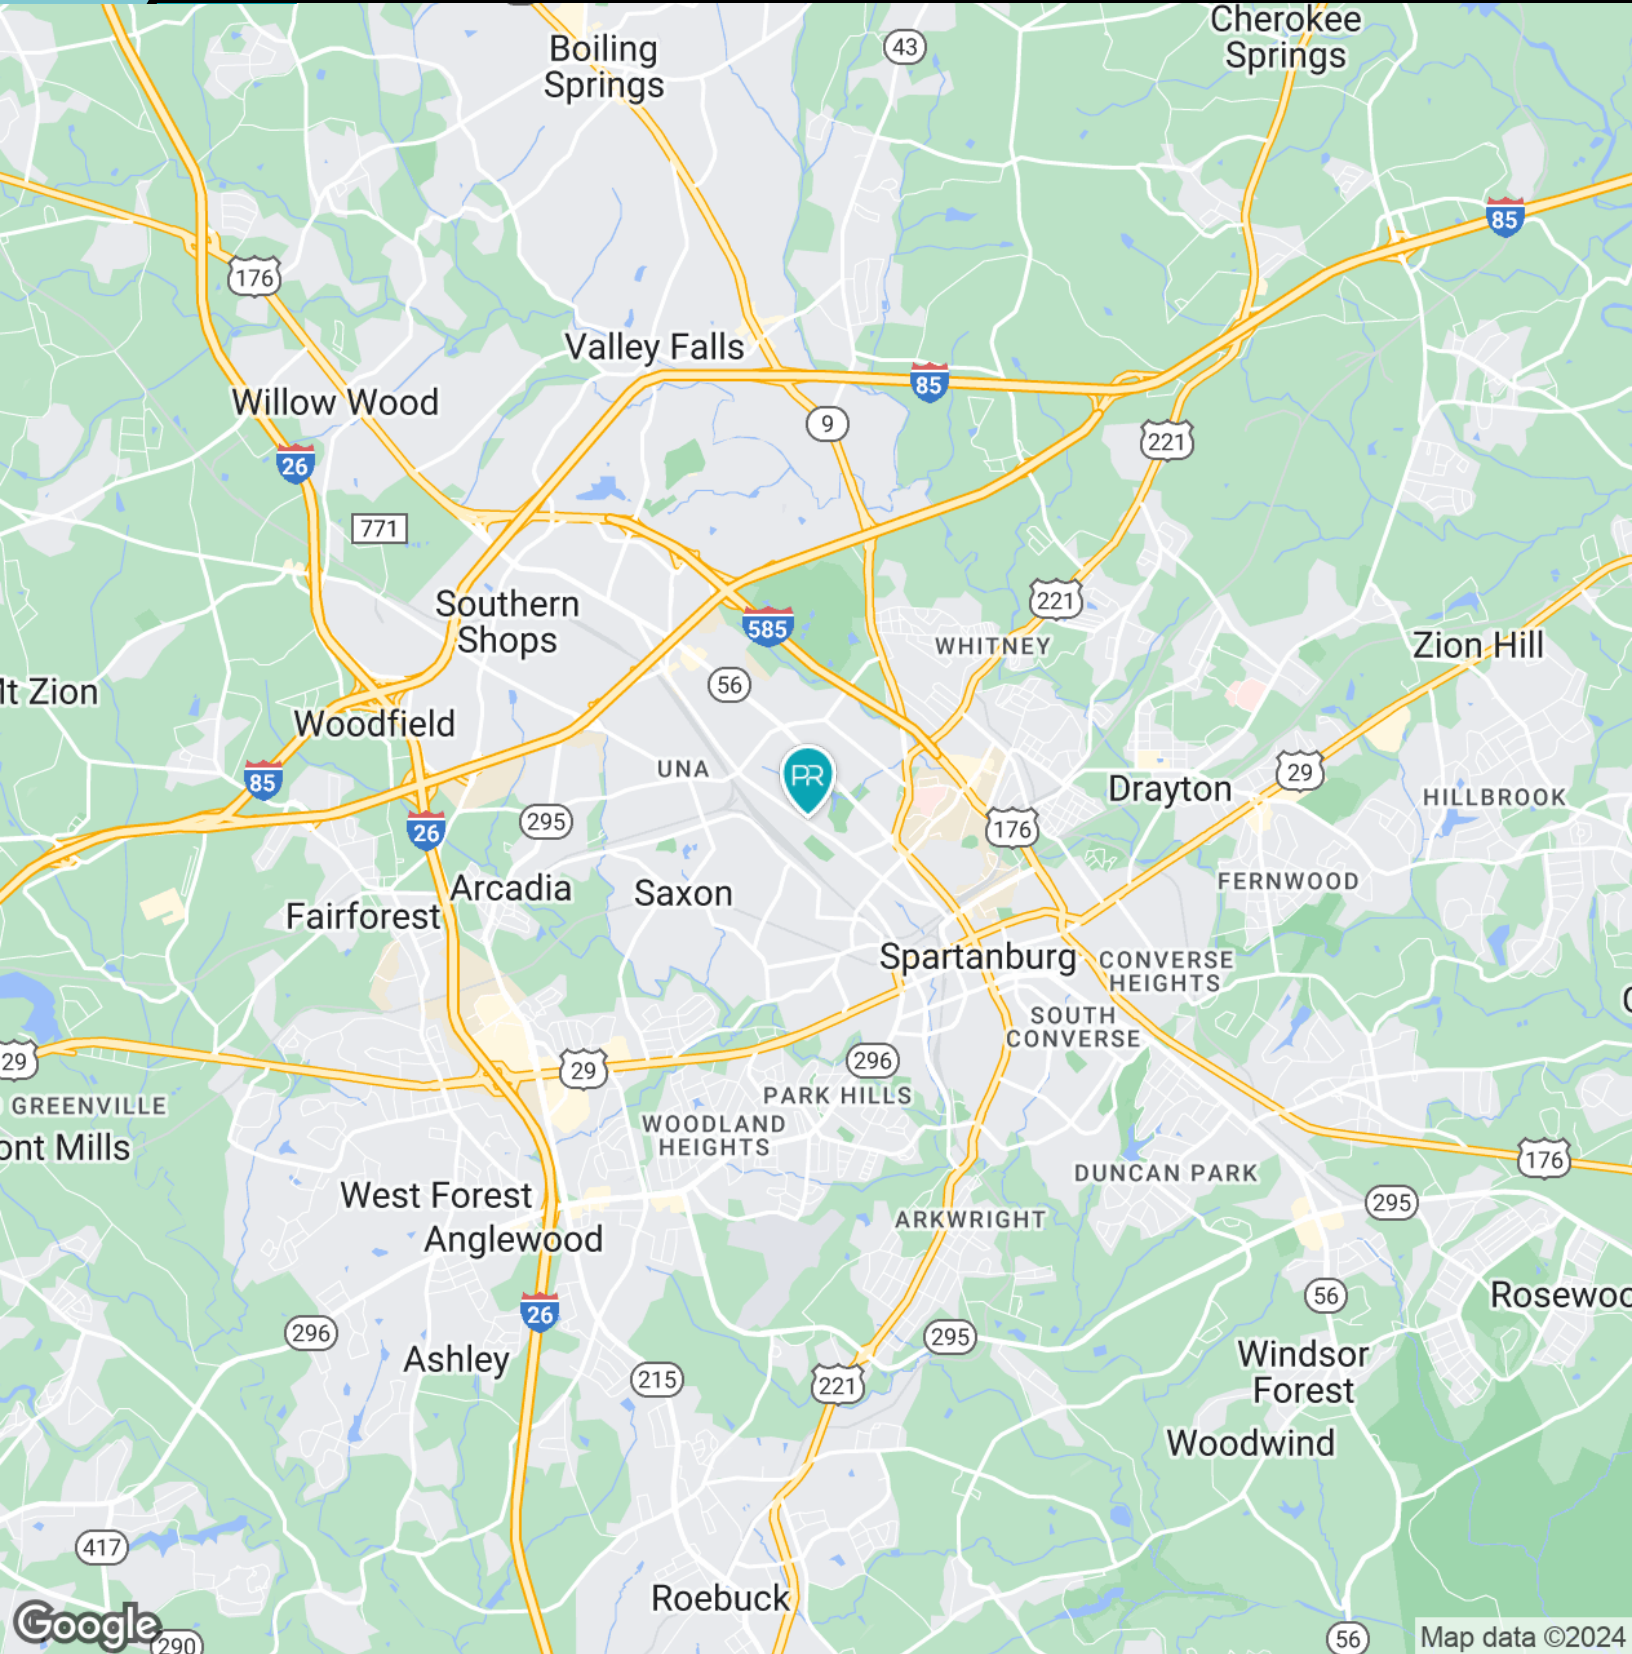 Cherokee
Springs
Boiling
Springs
43
85
176
Valley Falls
85
Willow Wood
9
221
26
771
Southern
Shops
221
585
WHITNEY
Zion Hill
56
Woodfield
UNA
PR
29
85
Drayton
HILLBROOK
295
26
176
Arcadia
Saxon
FERNWOOD
Fairforest
Spartanburg
CONVERSE
HEIGHTS
SOUTH
CONVERSE
29
29
296
PARK HILLS
GREENVILLE
WOODLAND
HEIGHTS
ont Mills
176
DUNCAN PARK
West Forest
295
ARKWRIGHT
Anglewood
56
Rosewoo
26
296
295
Ashley
Windsor
Forest
215
221
Woodwind
417
Roebuck
Google
290
56
Map data ©2024